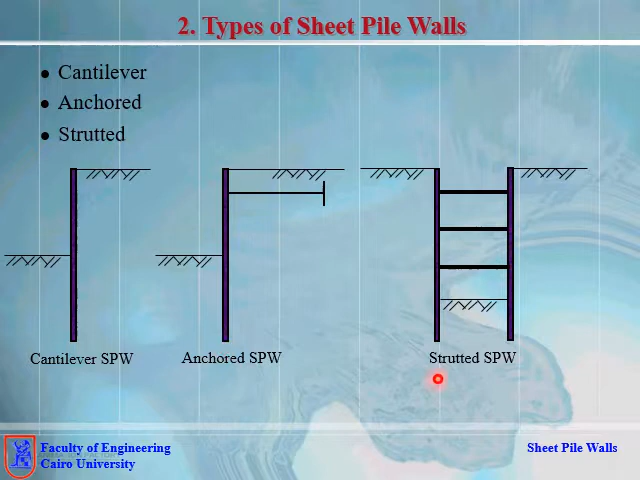 2. Types of Sheet Pile Walls
Cantilever
Anchored
Strutted
Cantilever SPW
Anchored SPW
Strutted SPW
Faculty of Engineering
Cairo University
Sheet Pile Walls